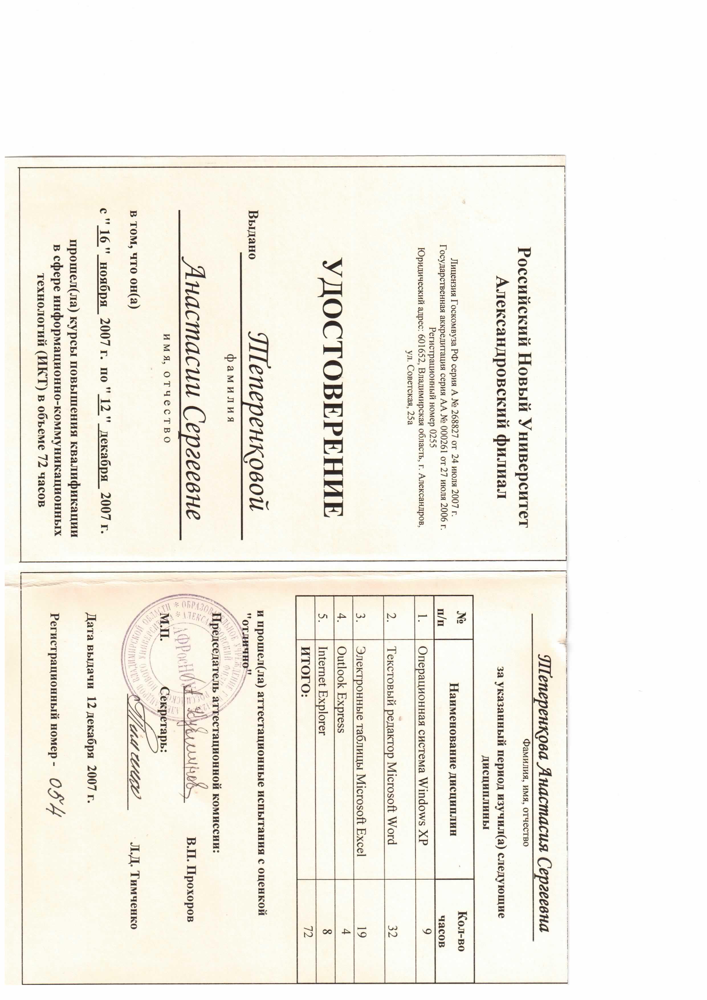 Российский Новый Университет
Александровский филиал
Лицензия Госкомвуза РФ серия А № 268827 от 24 июля 2007 г.
Государственная аккредитация серия АА № 000261 от 27 июля 2006 г.
Регистрационный номер 0255
Юридический адрес: 601652, Владимирская область, г. Александров,
ул. Советская, 25а
УДОСТОВЕРЕНИЕ
Выдано Теперенковой
фамилия
Анастасии Сергеевне
имя, отчество
в том, что он(а)
с " 16 " ноября 2007 г. по " 12 " декабря 2007 г.
прошел(ла) курсы повышения квалификации
в сфере информационно-коммуникационных
технологий (ИКТ) в объеме 72 часов
Теперенкова Анастасия Сергеевна
Фамилия, имя, отчество
за указанный период изучил(а) следующие
дисциплины
№ п/п Наименование дисциплин Кол-во часов
1. Операционная система Windows XP 9
2. Текстовый редактор Microsoft Word 32
3. Электронные таблицы Microsoft Excel 19
4. Outlook Express 4
5. Internet Explorer 8
ИТОГО: 72
и прошел(ла) аттестационные испытания с оценкой
"отлично"
Председатель аттестационной комиссии:
В.П. Прохоров
М.П. Секретарь:
Л.Д. Тимченко
Дата выдачи 12 декабря 2007 г.
Регистрационный номер - 054